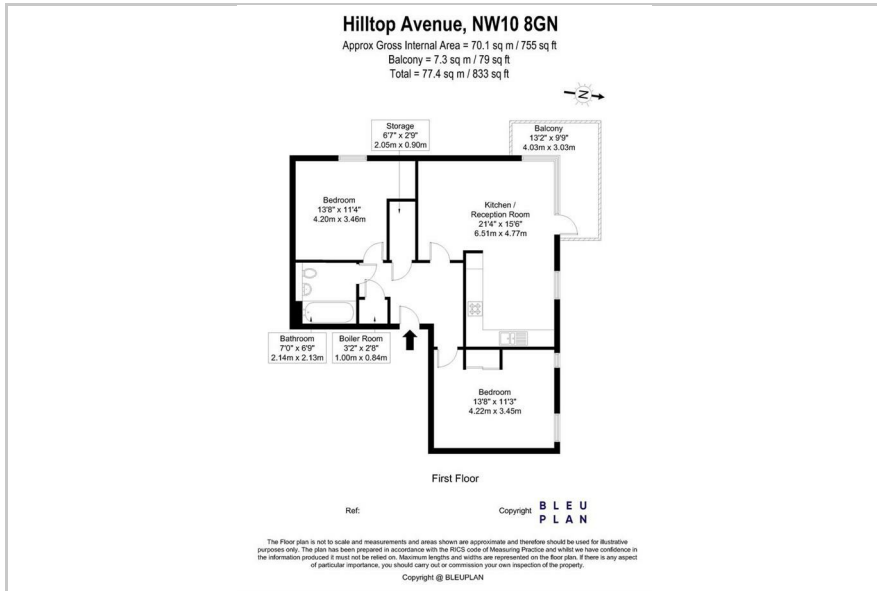 Hilltop Avenue, NW10 8GN
Approx Gross Internal Area = 70.1 sq m / 755 sq ft
Balcony = 7.3 sq m / 79 sq ft
Total = 77.4 sq m / 833 sq ft
N
Storage
6'7" x 2'9"
2.05m x 0.90m
Balcony
13'2" x 9'9"
4.03m x 3.03m
Bedroom
13'8" x 11'4"
4.20m x 3.46m
Kitchen /
Reception Room
21'4" x 15'6"
6.51m x 4.77m
Bathroom
7'0" x 6'9"
2.14m x 2.13m
Boiler Room
3'2" x 2'8"
1.00m x 0.84m
Bedroom
13'8" x 11'3"
4.22m x 3.45m
First Floor
Ref:
Copyright
BLEU
PLAN
The Floor plan is not to scale and measurements and areas shown are approximate and therefore should be used for illustrative
purposes only. The plan has been prepared in accordance with the RICS code of Measuring Practice and whilst we have confidence in
the information produced it must not be relied on. Maximum lengths and widths are represented on the floor plan. If there is any aspect
of particular importance, you should carry out or commission your own inspection of the property.
Copyright @ BLEUPLAN